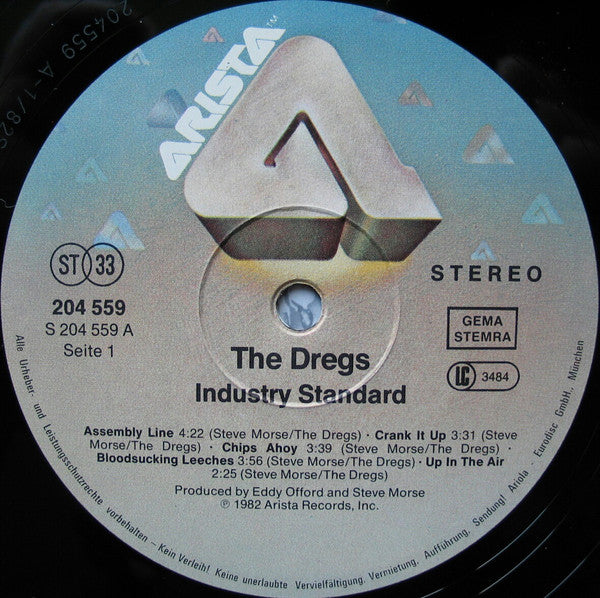 204559 A-1/82S
ARISTA™
ST 33
STEREO
204 559
S 204 559 A
Seite 1
GEMA
STEMRA
LC 3484
The Dregs
Industry Standard
Assembly Line 4:22 (Steve Morse/The Dregs) · Crank It Up 3:31 (Steve
Morse/The Dregs) · Chips Ahoy 3:39 (Steve Morse/The Dregs) ·
Bloodsucking Leeches 3:56 (Steve Morse/The Dregs) · Up In The Air
2:25 (Steve Morse/The Dregs)
Produced by Eddy Offord and Steve Morse
℗ 1982 Arista Records, Inc.
Alle Urheber- und Leistungsschutzrechte vorbehalten – Kein Verleih! Keine unerlaubte Vervielfältigung, Vermietung, Aufführung, Sendung! Ariola - Eurodisc GmbH., München